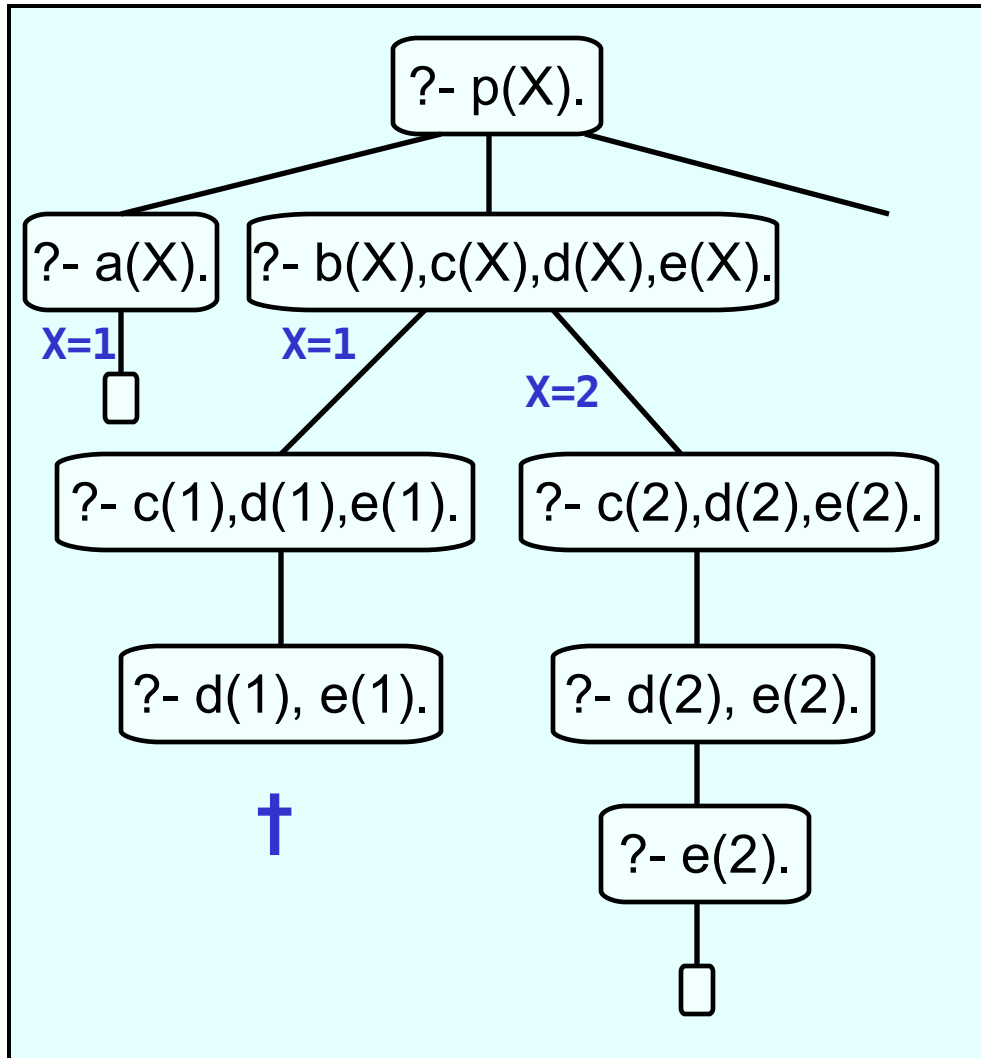 ?- p(X).
?- a(X).
?- b(X),c(X),d(X),e(X).
X=1
X=1
X=2
?- c(1),d(1),e(1).
?- c(2),d(2),e(2).
?- d(1), e(1).
?- d(2), e(2).
†
?- e(2).